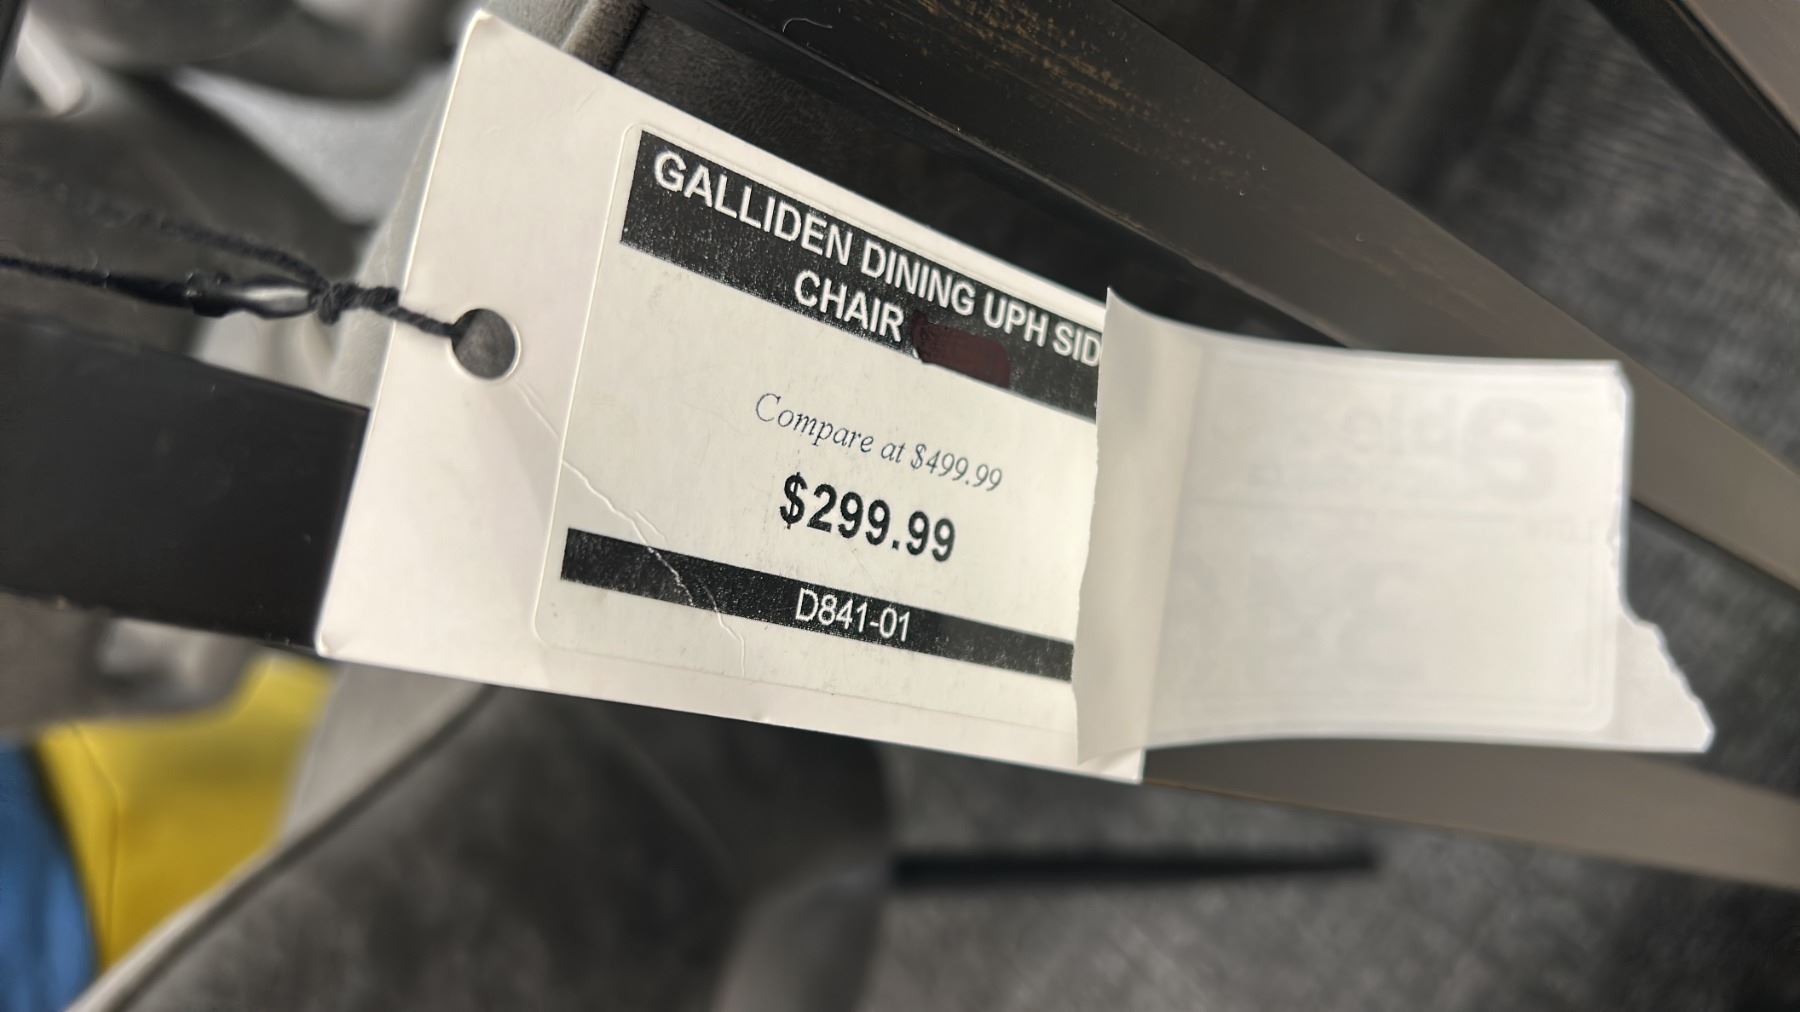 GALLIDEN DINING UPH SID
CHAIR
Compare at $499.99
$299.99
D841-01